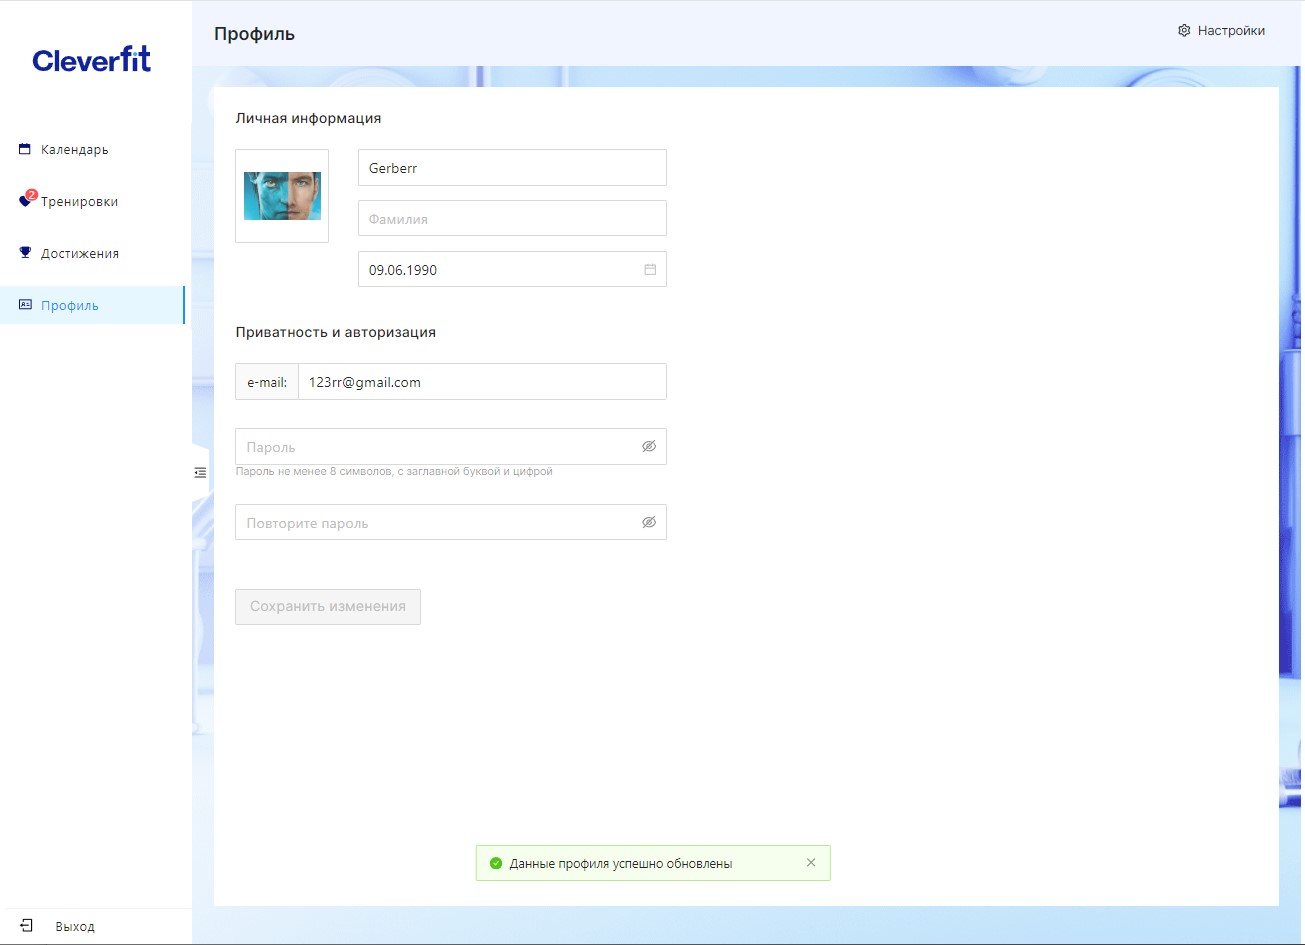 Cleverfit
Календарь
2
Тренировки
Достижения
Профиль
Выход
Профиль
Настройки
Личная информация
Gerberr
Фамилия
09.06.1990
Приватность и авторизация
e-mail: 123rr@gmail.com
Пароль
Пароль не менее 8 символов, с заглавной буквой и цифрой
Повторите пароль
Сохранить изменения
Данные профиля успешно обновлены